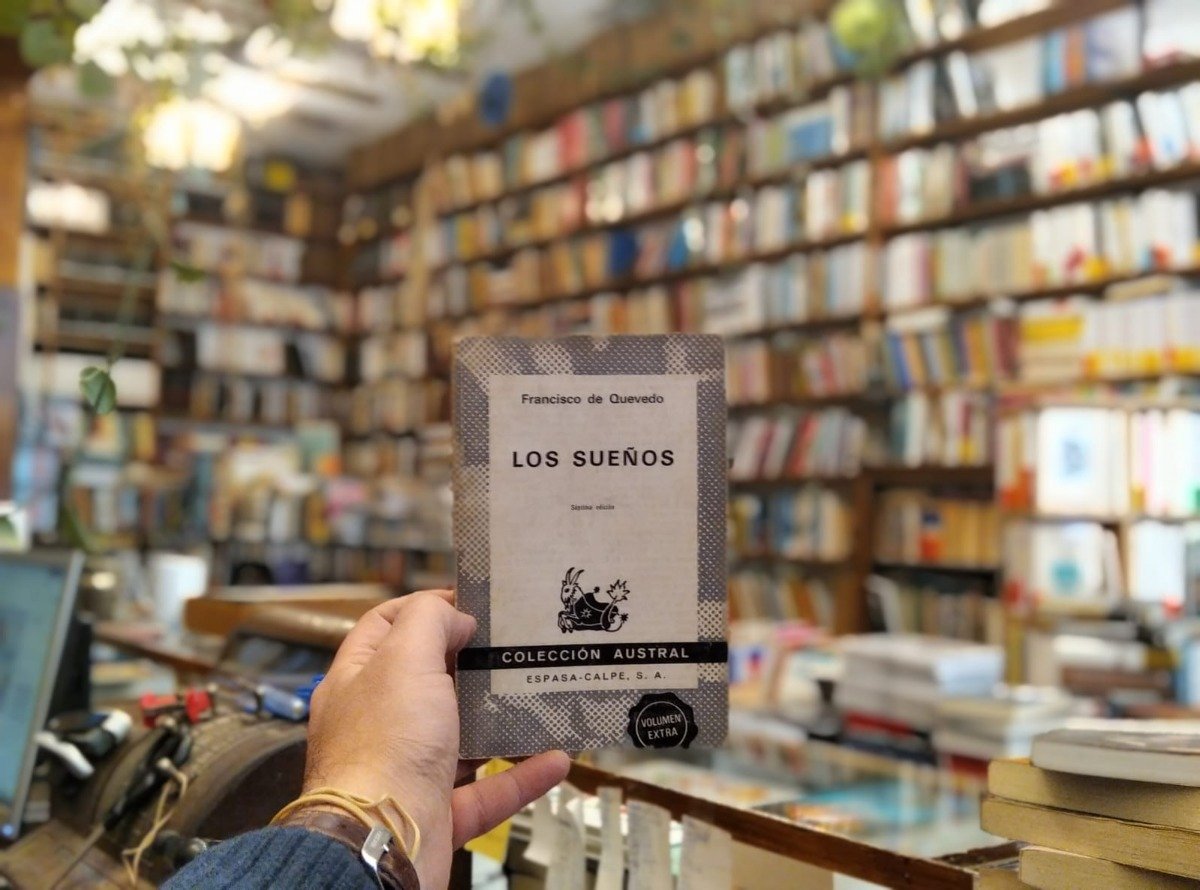 Francisco de Quevedo
LOS SUEÑOS
Séptima edición
COLECCIÓN AUSTRAL
ESPASA-CALPE, S. A.
VOLUMEN
EXTRA